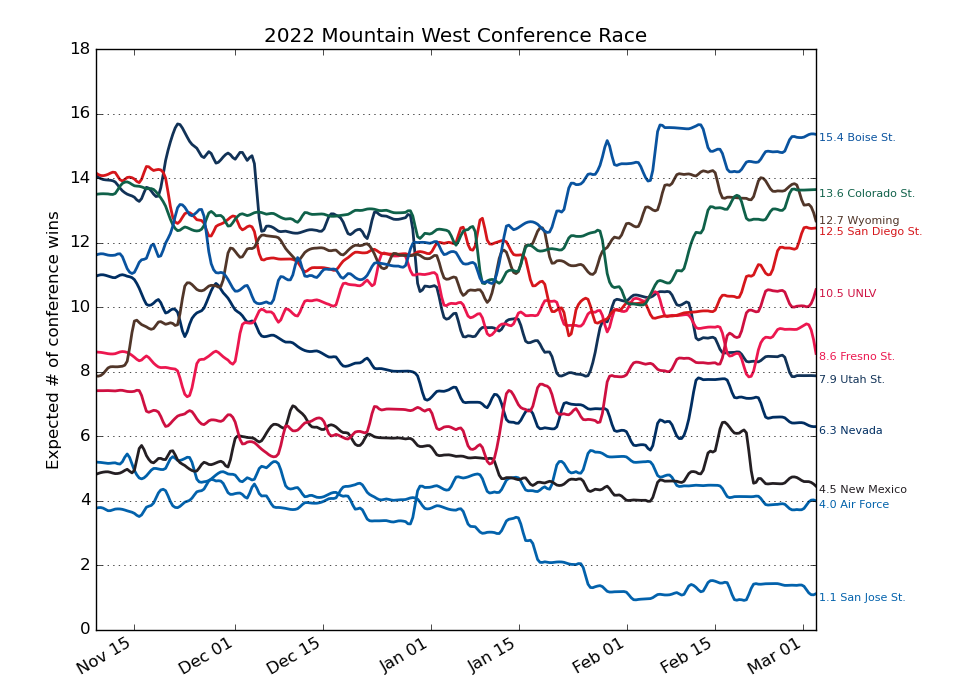 2022 Mountain West Conference Race
Expected # of conference wins
18
16
14
12
10
8
6
4
2
0
Nov 15
Dec 01
Dec 15
Jan 01
Jan 15
Feb 01
Feb 15
Mar 01
15.4 Boise St.
13.6 Colorado St.
12.7 Wyoming
12.5 San Diego St.
10.5 UNLV
8.6 Fresno St.
7.9 Utah St.
6.3 Nevada
4.5 New Mexico
4.0 Air Force
1.1 San Jose St.